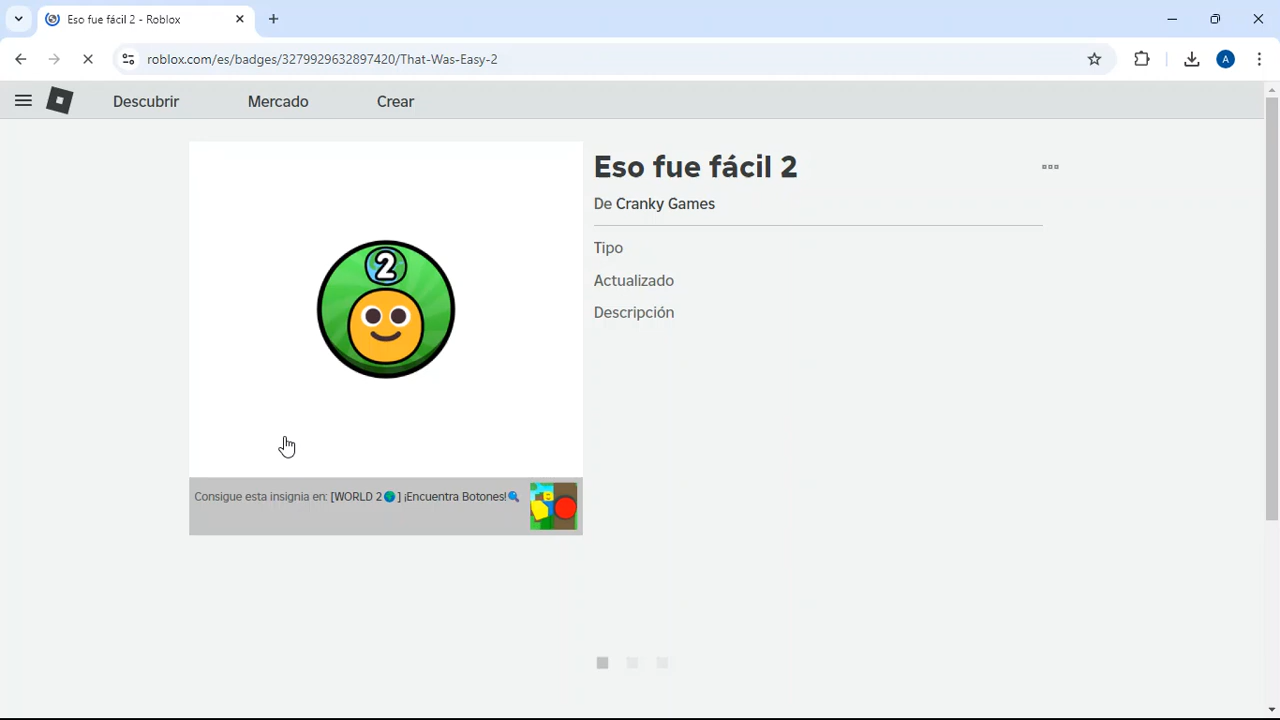 Eso fue fácil 2 - Roblox
roblox.com/es/badges/3279929632897420/That-Was-Easy-2
A
Descubrir
Mercado
Crear
2
Eso fue fácil 2
De Cranky Games
Tipo
Actualizado
Descripción
Consigue esta insignia en: [WORLD 2🌎] ¡Encuentra Botones!🔍